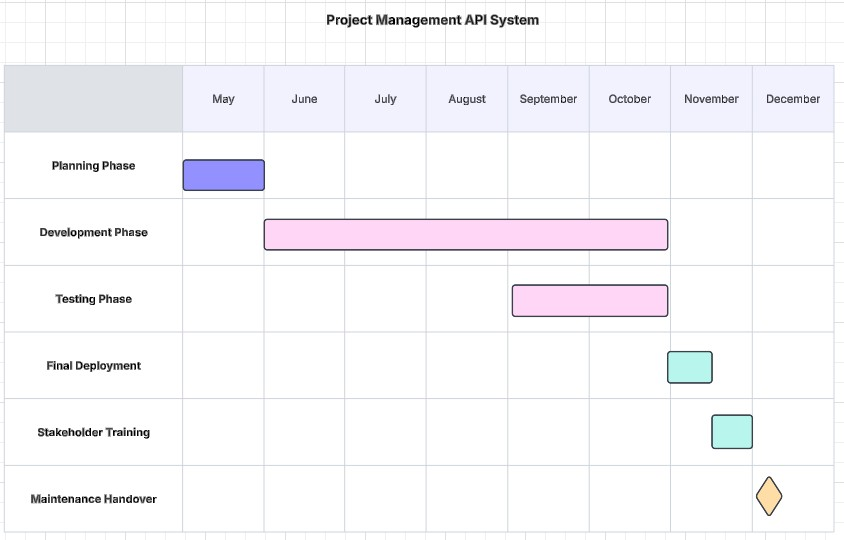 Project Management API System
May
June
July
August
September
October
November
December
Planning Phase
Development Phase
Testing Phase
Final Deployment
Stakeholder Training
Maintenance Handover